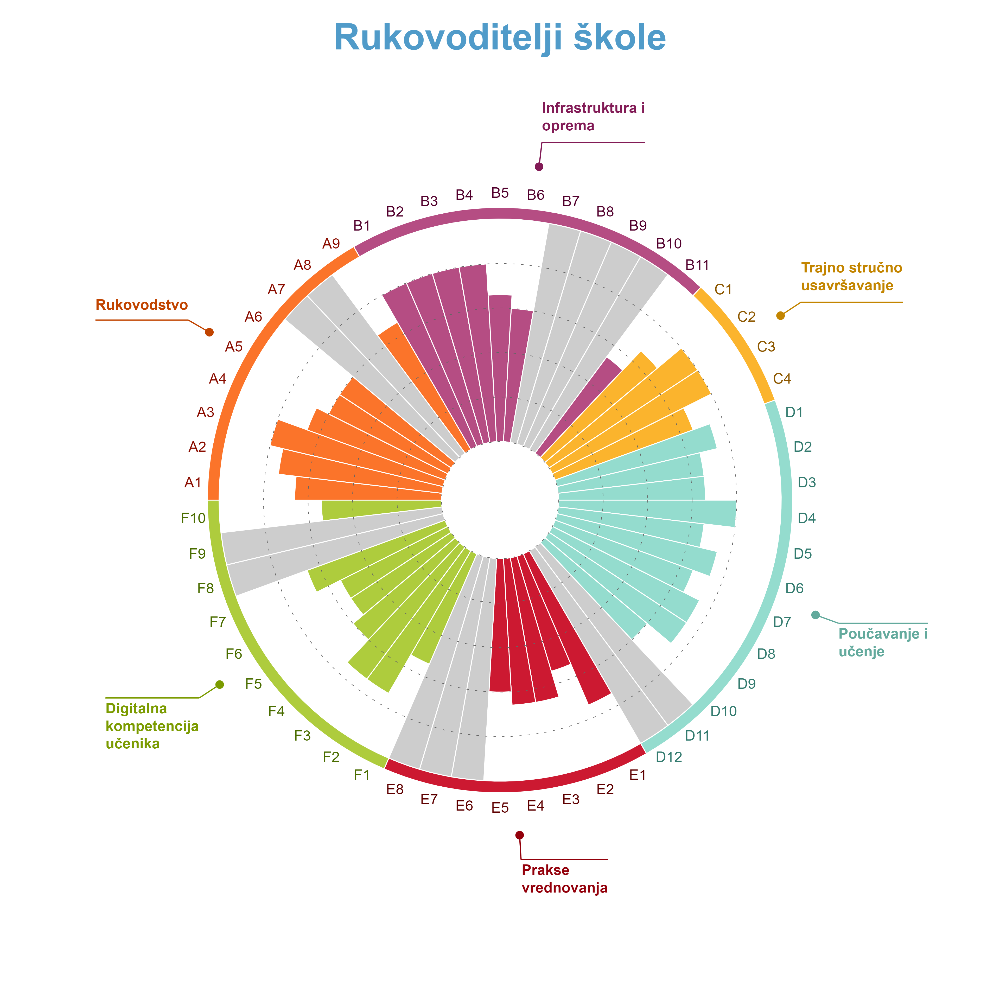 Rukovoditelji škole
Infrastruktura i
oprema
Trajno stručno
usavršavanje
Rukovodstvo
Poučavanje i
učenje
Digitalna
kompetencija
učenika
Prakse
vrednovanja
A1
A2
A3
A4
A5
A6
A7
A8
A9
B1
B2
B3
B4
B5
B6
B7
B8
B9
B10
B11
C1
C2
C3
C4
D1
D2
D3
D4
D5
D6
D7
D8
D9
D10
D11
D12
E1
E2
E3
E4
E5
E6
E7
E8
F1
F2
F3
F4
F5
F6
F7
F8
F9
F10